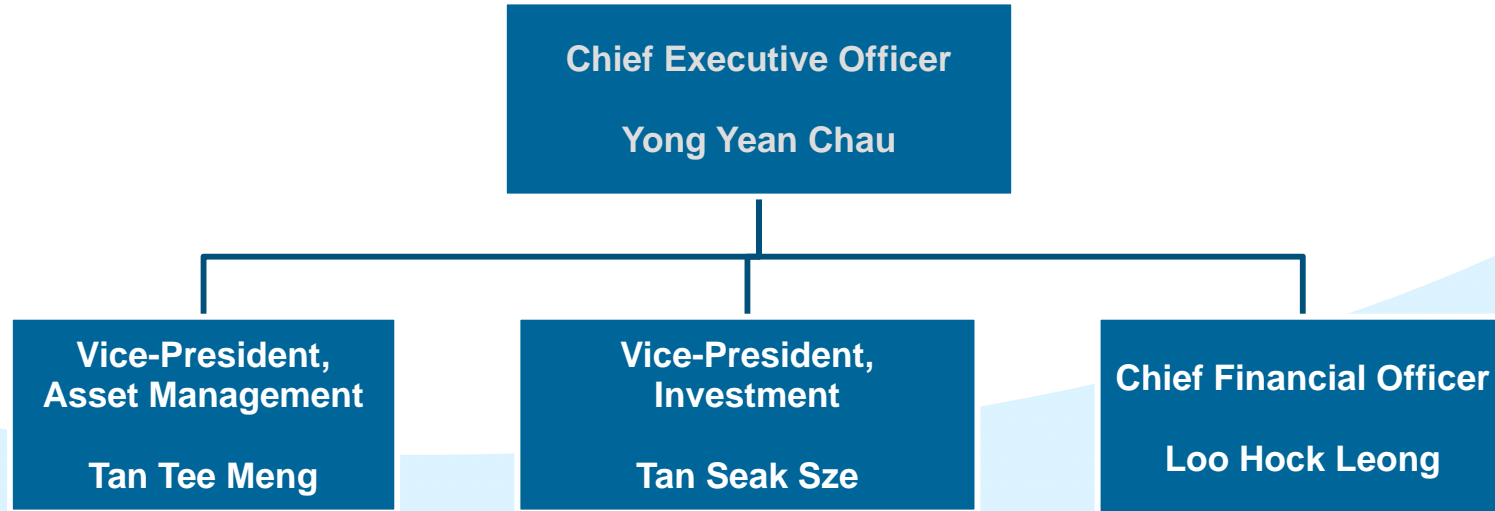 Chief Executive Officer
Yong Yean Chau
Vice-President,
Asset Management
Tan Tee Meng
Vice-President,
Investment
Tan Seak Sze
Chief Financial Officer
Loo Hock Leong